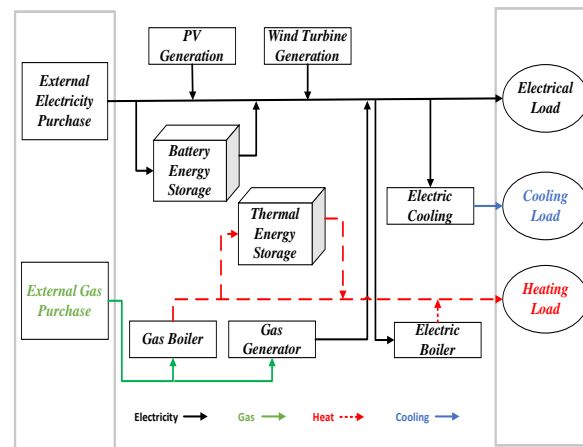 PV
Generation
Wind Turbine
Generation
External
Electricity
Purchase
Electrical
Load
Battery
Energy
Storage
Electric
Cooling
Cooling
Load
Thermal
Energy
Storage
External Gas
Purchase
Heating
Load
Gas Boiler
Gas
Generator
Electric
Boiler
Electricity
Gas
Heat
Cooling